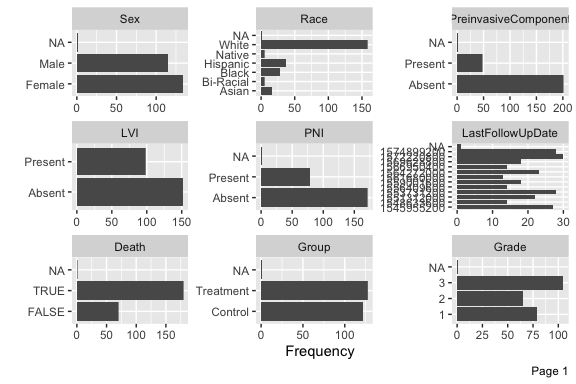 Sex
NA
Male
Female
0 50 100
Race
NA
White
Native
Hispanic
Black
Bi-Racial
Asian
0 50 100 150
PreinvasiveComponent
NA
Present
Absent
0 50 100 150 200
LVI
Present
Absent
0 50 100 150
PNI
NA
Present
Absent
0 50 100 150
LastFollowUpDate
NA
1574899200
1545955200
0 10 20 30
Death
NA
TRUE
FALSE
0 50 100 150
Group
NA
Treatment
Control
0 50 100
Grade
NA
3
2
1
0 25 50 75 100
Frequency
Page 1